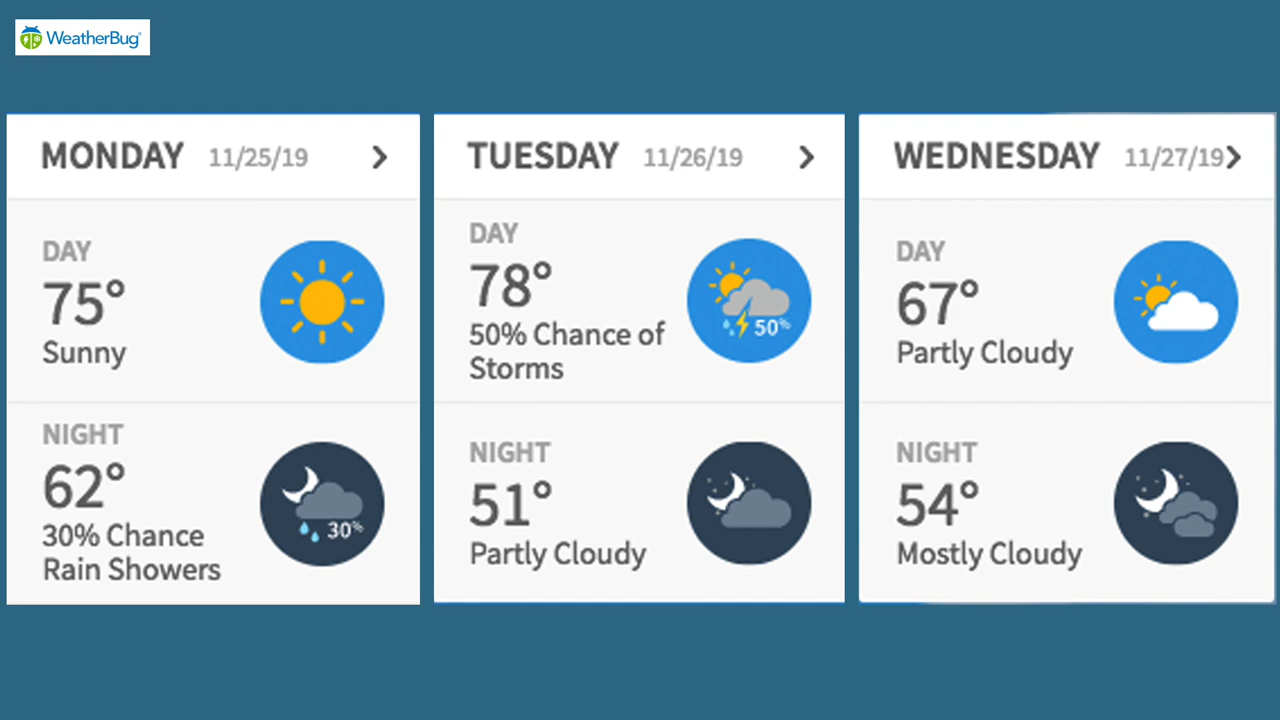 WeatherBug
MONDAY 11/25/19
DAY
75°
Sunny
NIGHT
62°
30% Chance
Rain Showers
30%
TUESDAY 11/26/19
DAY
78°
50% Chance of
Storms
50%
NIGHT
51°
Partly Cloudy
WEDNESDAY 11/27/19
DAY
67°
Partly Cloudy
NIGHT
54°
Mostly Cloudy